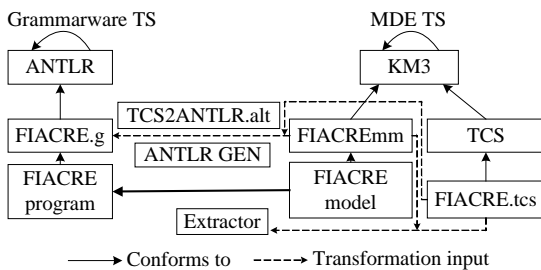 Grammarware TS
MDE TS
ANTLR
KM3
TCS2ANTLR.alt
FIACRE.g
FIACREmm
TCS
ANTLR GEN
FIACRE
program
FIACRE
model
FIACRE.tcs
Extractor
Conforms to
Transformation input